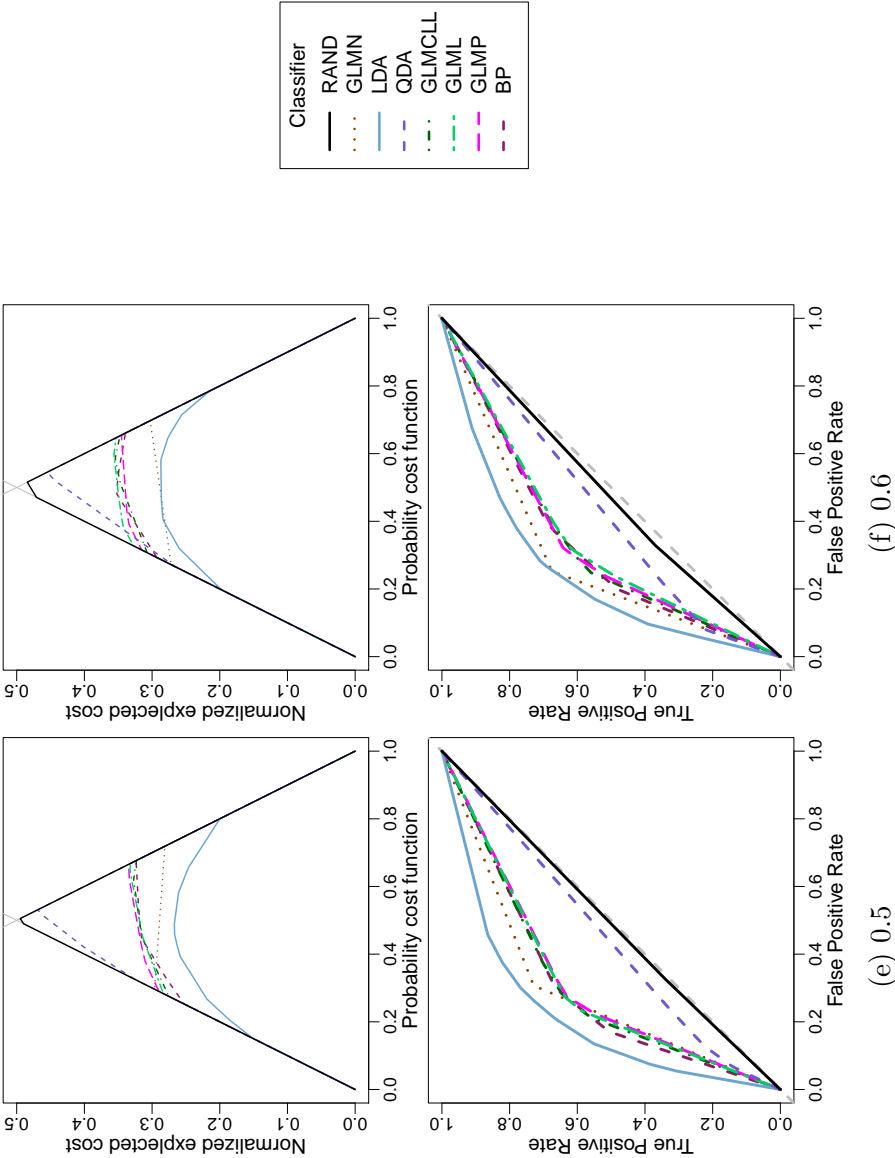 Normalized explected cost
0.0 0.1 0.2 0.3 0.4 0.5
0.0 0.2 0.4 0.6 0.8 1.0
Probability cost function
Normalized explected cost
0.0 0.1 0.2 0.3 0.4 0.5
0.0 0.2 0.4 0.6 0.8 1.0
Probability cost function
Classifier
RAND
GLMN
LDA
QDA
GLMCLL
GLML
GLMP
BP
True Positive Rate
0.0 0.2 0.4 0.6 0.8 1.0
0.0 0.2 0.4 0.6 0.8 1.0
False Positive Rate
(e) 0.5
True Positive Rate
0.0 0.2 0.4 0.6 0.8 1.0
0.0 0.2 0.4 0.6 0.8 1.0
False Positive Rate
(f) 0.6